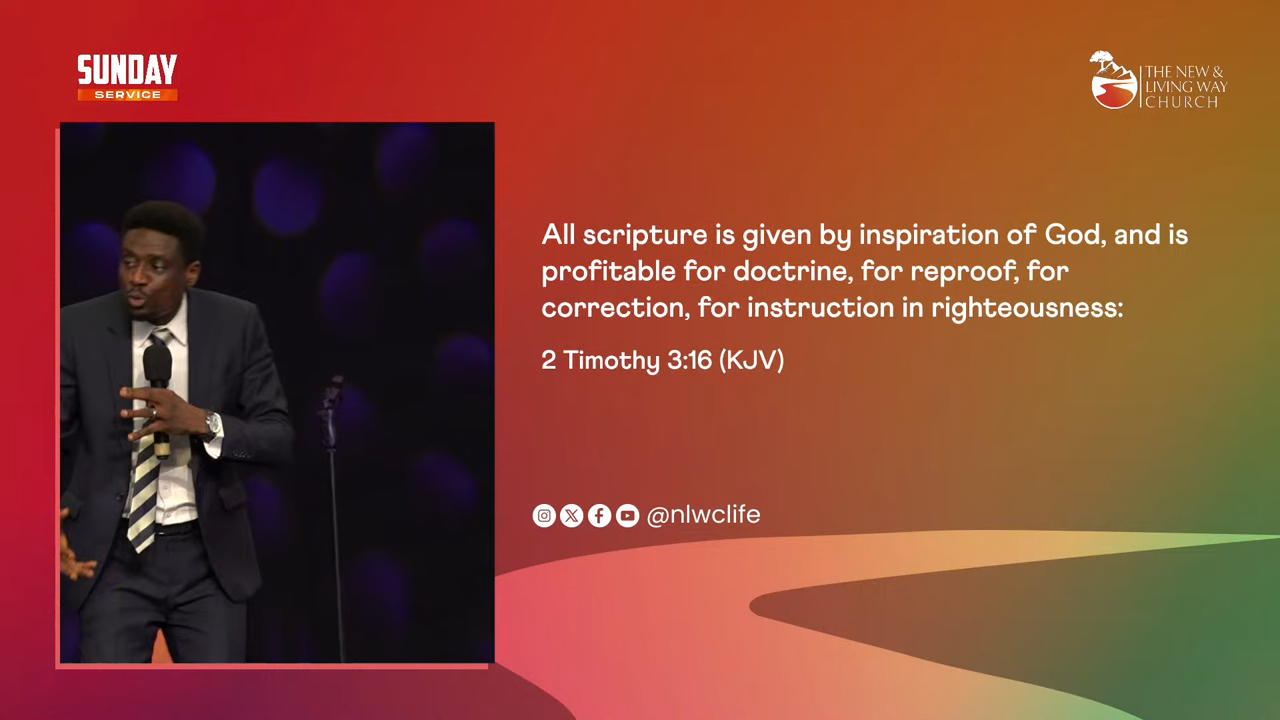 SUNDAY
SERVICE
THE NEW &
LIVING WAY
CHURCH
All scripture is given by inspiration of God, and is
profitable for doctrine, for reproof, for
correction, for instruction in righteousness:
2 Timothy 3:16 (KJV)
@nlwclife